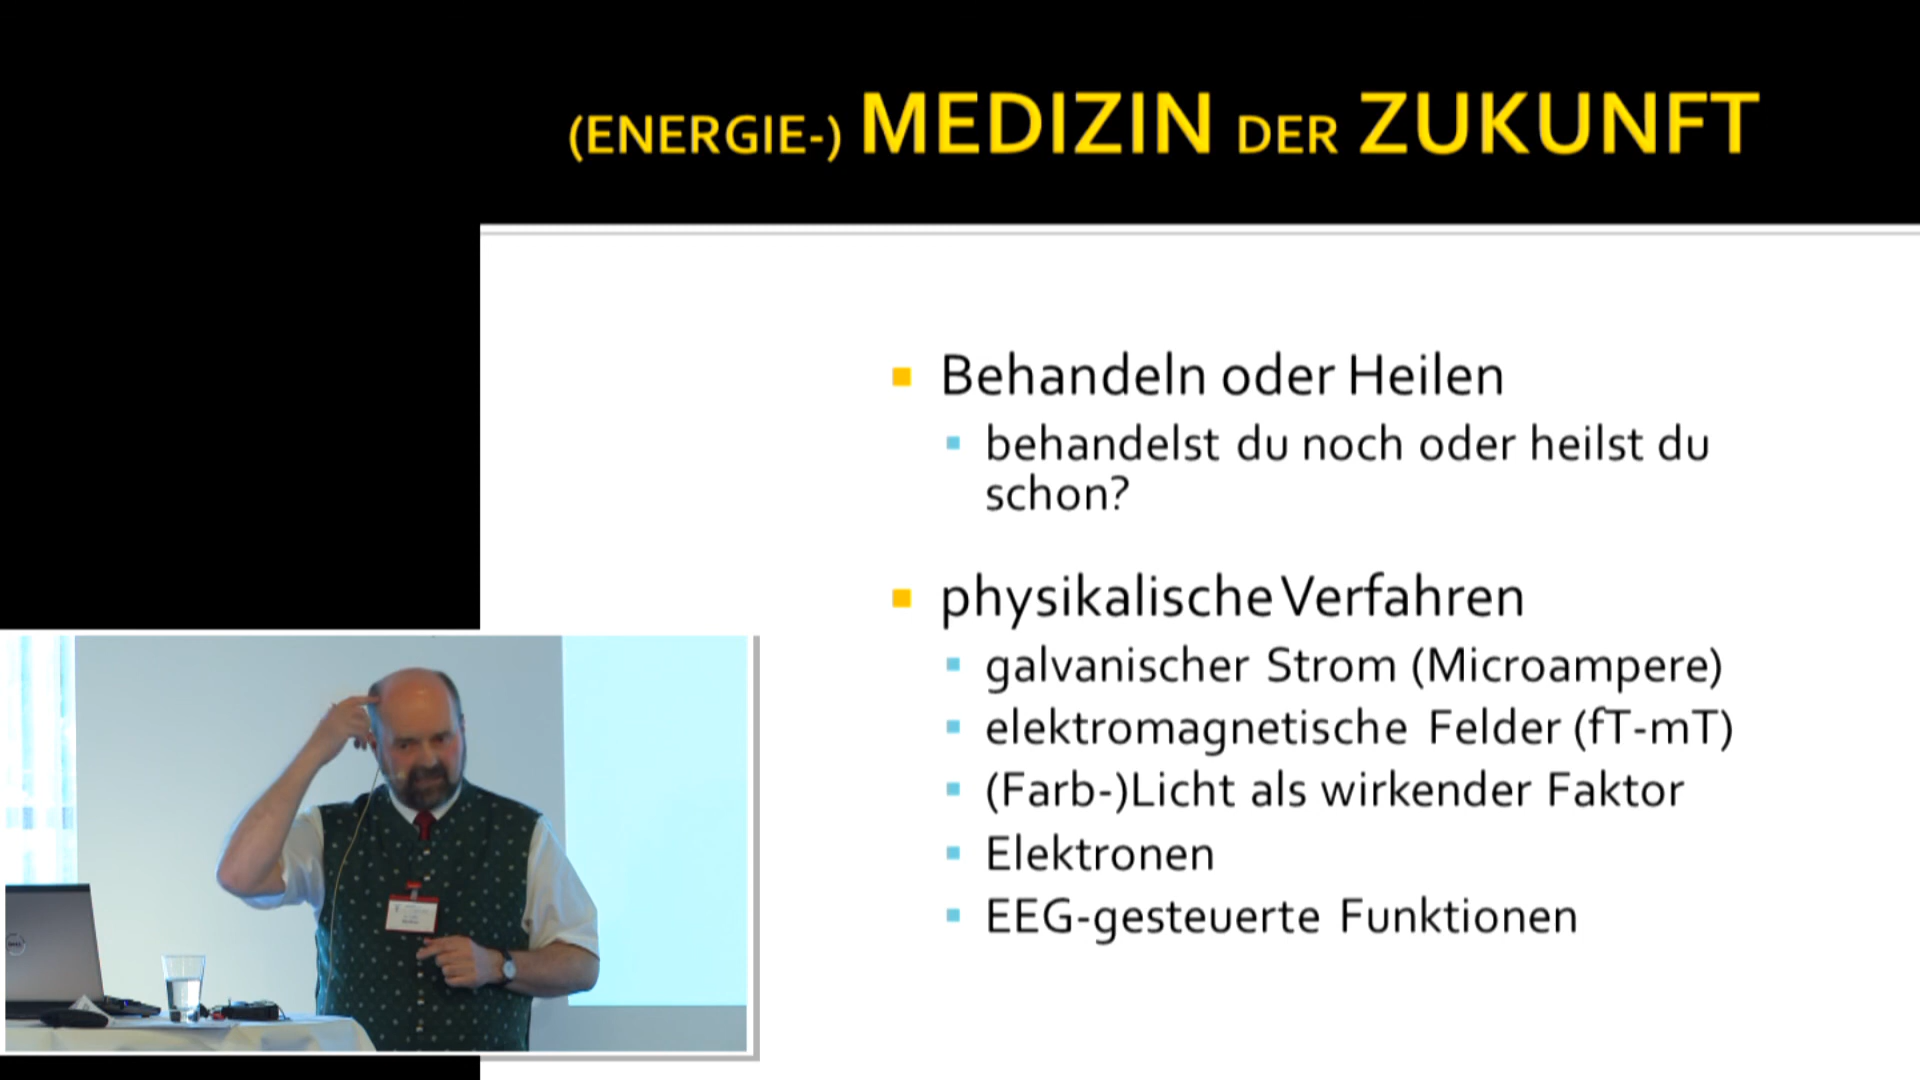 (ENERGIE-) MEDIZIN DER ZUKUNFT
Behandeln oder Heilen
behandelst du noch oder heilst du
schon?
physikalische Verfahren
galvanischer Strom (Microampere)
elektromagnetische Felder (fT-mT)
(Farb-)Licht als wirkender Faktor
Elektronen
EEG-gesteuerte Funktionen